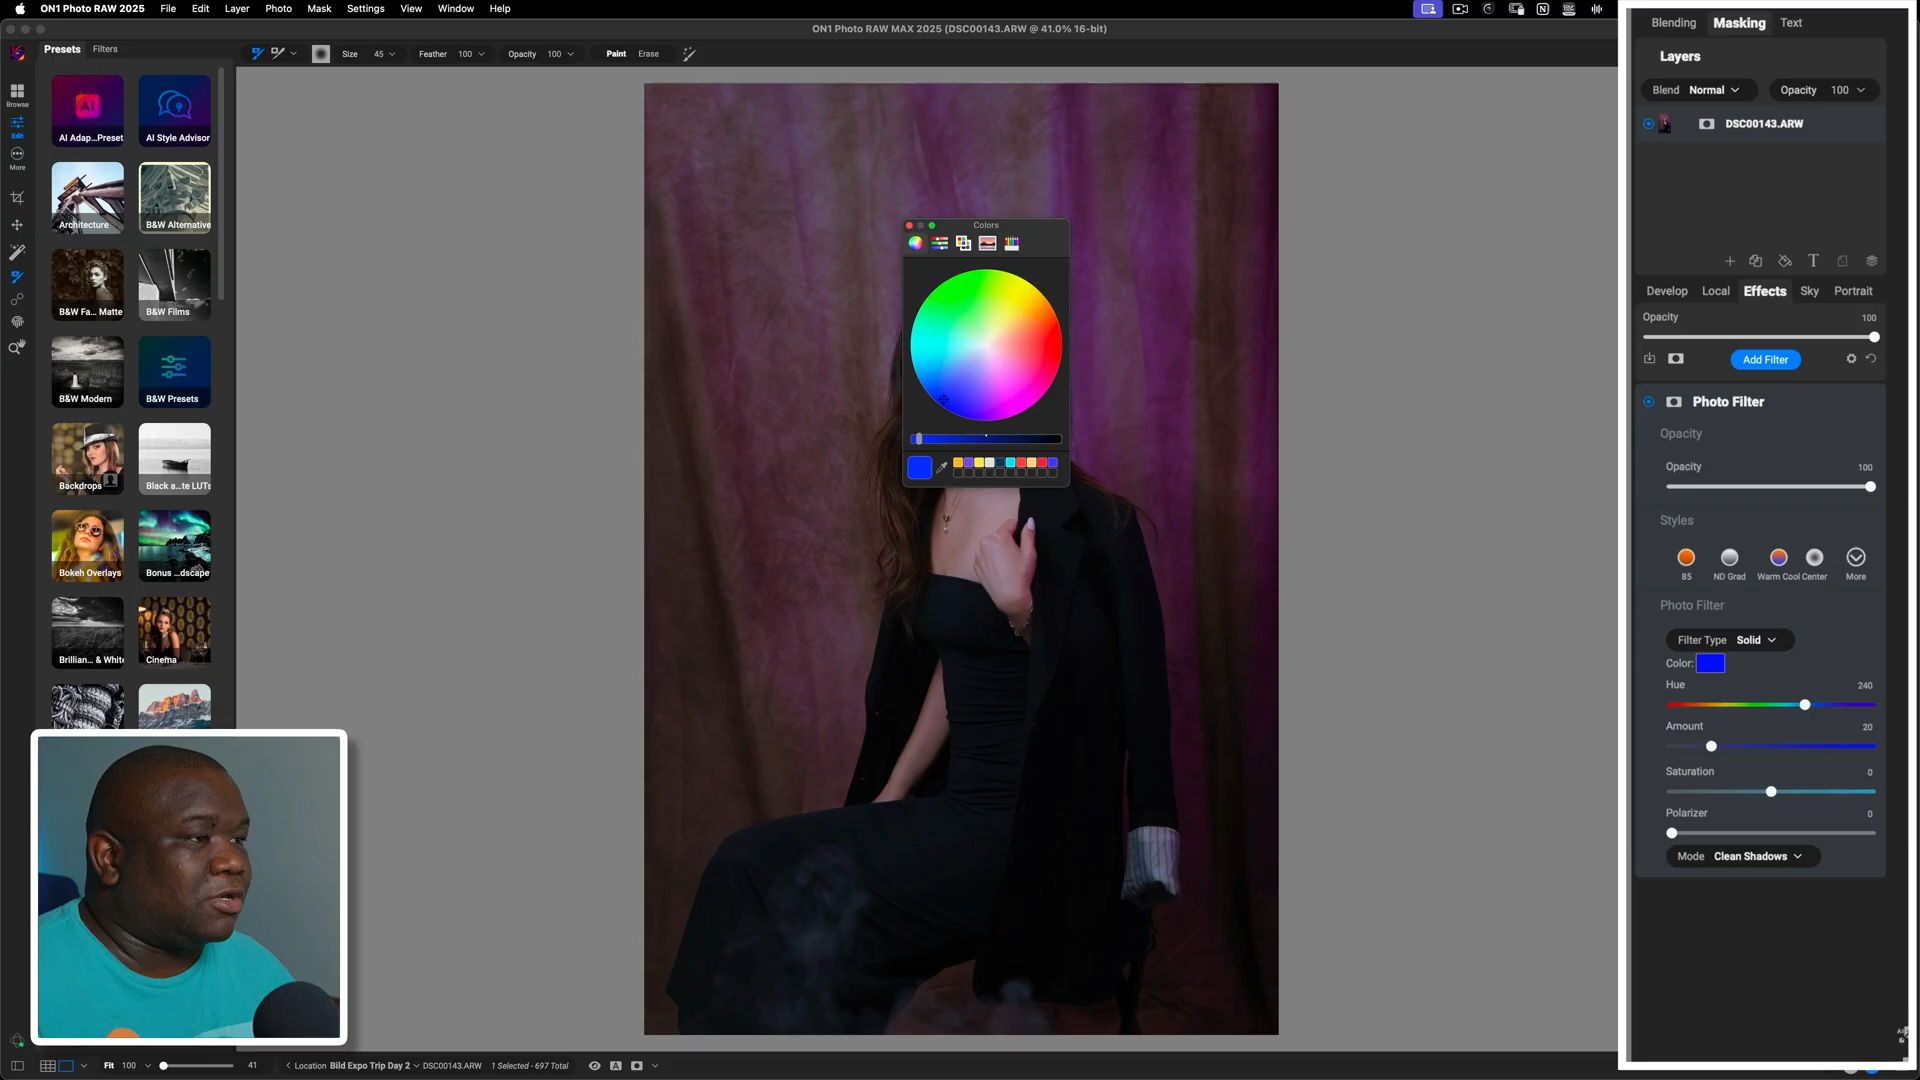 ON1 Photo RAW 2025 File Edit Layer Photo Mask Settings View Window Help
ON1 Photo RAW MAX 2025 (DSC00143.ARW @ 41.0% 16-bit)
Presets Filters
Size 45 Feather 100 Opacity 100 Paint Erase
Browse
Edit
More
AI Adap...Preset
AI Style Advisor
Architecture
B&W Alternative
B&W Fa... Matte
B&W Films
B&W Modern
B&W Presets
Backdrops
Black a...te LUTs
Bokeh Overlays
Bonus ...dscape
Brillian... & White
Cinema
Colors
Blending Masking Text
Layers
Blend Normal Opacity 100
DSC00143.ARW
Develop Local Effects Sky Portrait
Opacity 100
Add Filter
Photo Filter
Opacity
Opacity 100
Styles
85 ND Grad Warm Cool Center More
Photo Filter
Filter Type Solid
Color:
Hue 240
Amount 20
Saturation 0
Polarizer 0
Mode Clean Shadows
Fit 100 41 Location Bild Expo Trip Day 2 DSC00143.ARW 1 Selected - 697 Total